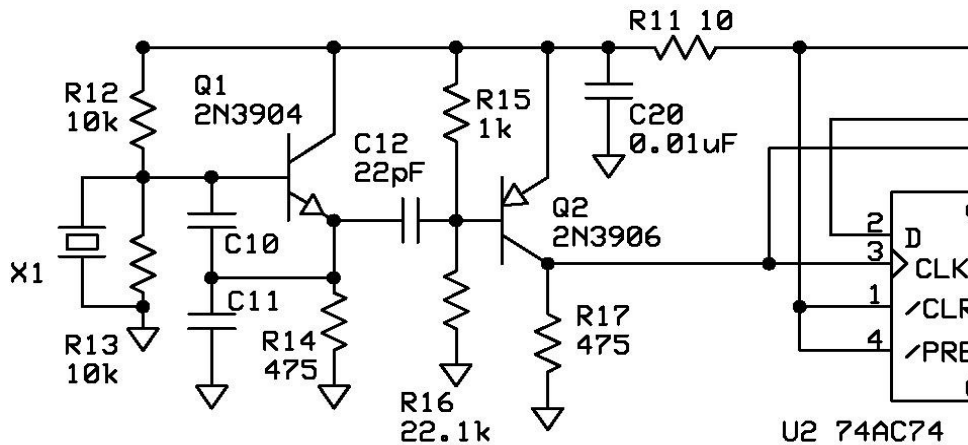 R11 10
R12
10k
Q1
2N3904
R15
1k
C20
0.01uF
C12
22pF
Q2
2N3906
2
D
3
CLK
C10
X1
C11
1
/CLR
R13
10k
R14
475
R17
475
4
/PRE
R16
22.1k
U2 74AC74